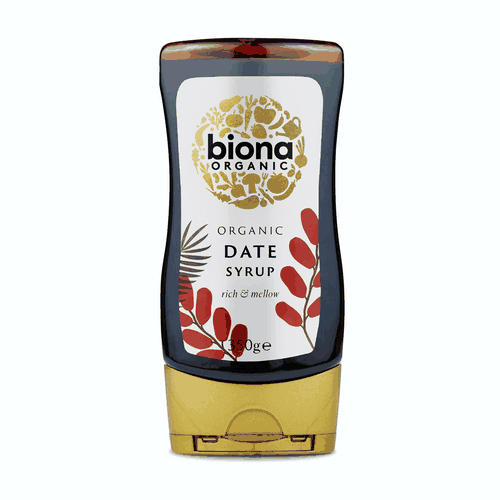 biona
ORGANIC
ORGANIC
DATE
SYRUP
rich & mellow
350g℮